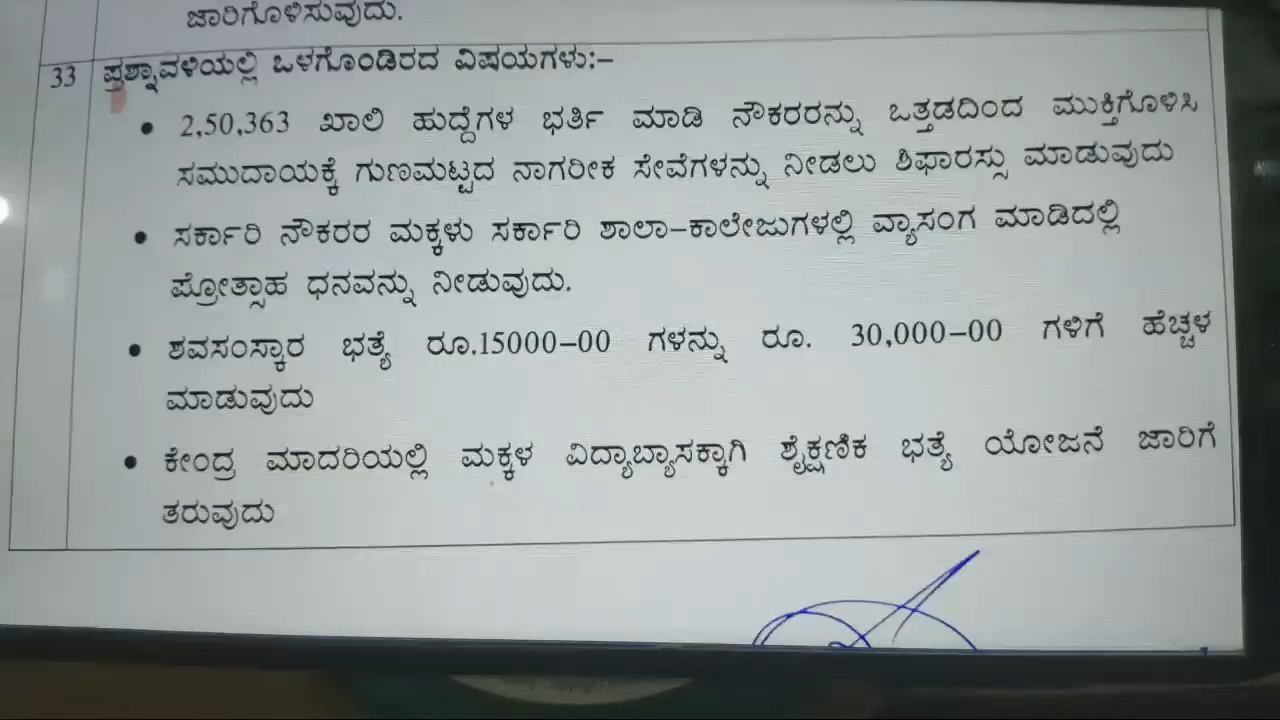 ಜಾರಿಗೊಳಿಸುವುದು.
33 ಪ್ರಶ್ನಾವಳಿಯಲ್ಲಿ ಒಳಗೊಂಡಿರದ ವಿಷಯಗಳು:–
• 2,50,363 ಖಾಲಿ ಹುದ್ದೆಗಳ ಭರ್ತಿ ಮಾಡಿ ನೌಕರರನ್ನು ಒತ್ತಡದಿಂದ ಮುಕ್ತಿಗೊಳಿಸಿ
ಸಮುದಾಯಕ್ಕೆ ಗುಣಮಟ್ಟದ ನಾಗರೀಕ ಸೇವೆಗಳನ್ನು ನೀಡಲು ಶಿಫಾರಸ್ಸು ಮಾಡುವುದು
• ಸರ್ಕಾರಿ ನೌಕರರ ಮಕ್ಕಳು ಸರ್ಕಾರಿ ಶಾಲಾ–ಕಾಲೇಜುಗಳಲ್ಲಿ ವ್ಯಾಸಂಗ ಮಾಡಿದಲ್ಲಿ
ಪ್ರೋತ್ಸಾಹ ಧನವನ್ನು ನೀಡುವುದು.
• ಶವಸಂಸ್ಕಾರ ಭತ್ಯೆ ರೂ.15000–00 ಗಳನ್ನು ರೂ. 30,000–00 ಗಳಿಗೆ ಹೆಚ್ಚಳ
ಮಾಡುವುದು
• ಕೇಂದ್ರ ಮಾದರಿಯಲ್ಲಿ ಮಕ್ಕಳ ವಿದ್ಯಾಬ್ಯಾಸಕ್ಕಾಗಿ ಶೈಕ್ಷಣಿಕ ಭತ್ಯೆ ಯೋಜನೆ ಜಾರಿಗೆ
ತರುವುದು